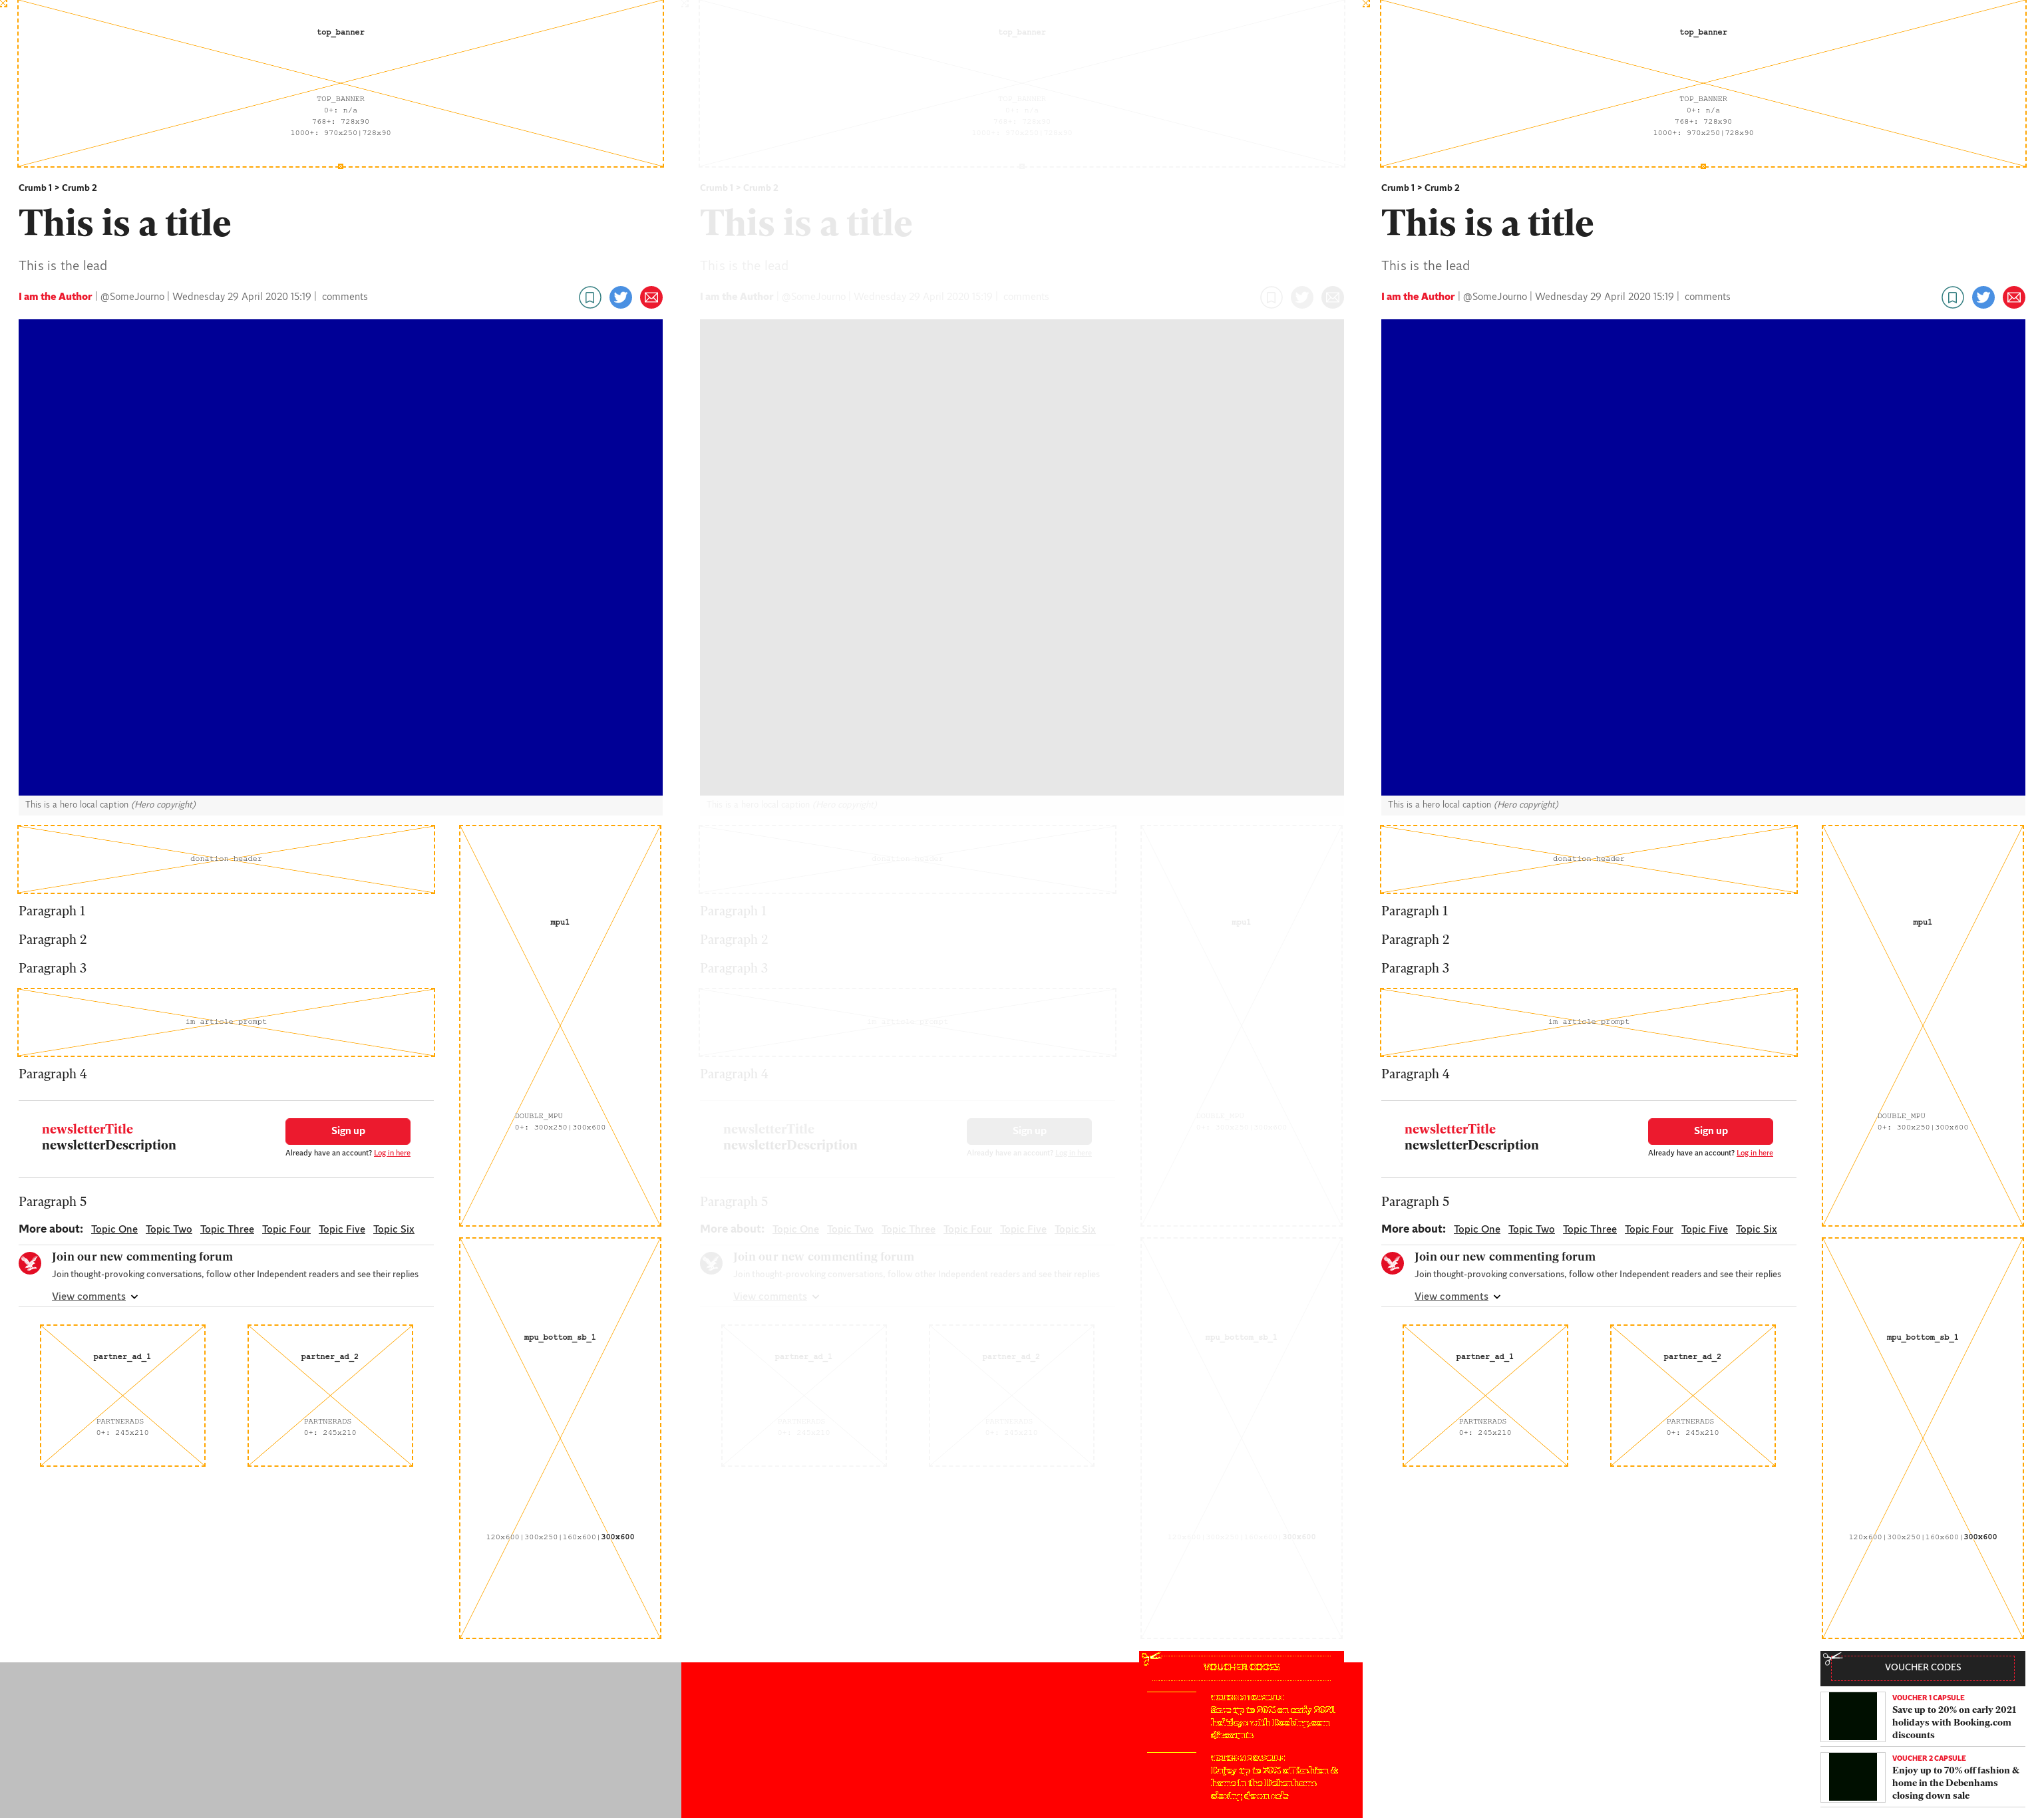 top_banner
TOP_BANNER
0+: n/a
768+: 728x90
1000+: 970x250|728x90
Crumb 1 > Crumb 2
This is a title
This is the lead
I am the Author | @SomeJourno | Wednesday 29 April 2020 15:19 | comments
This is a hero local caption (Hero copyright)
donation header
Paragraph 1
Paragraph 2
Paragraph 3
im article prompt
Paragraph 4
newsletterTitle
newsletterDescription
Sign up
Already have an account? Log in here
Paragraph 5
More about: Topic One Topic Two Topic Three Topic Four Topic Five Topic Six
Join our new commenting forum
Join thought-provoking conversations, follow other Independent readers and see their replies
View comments
partner_ad_1
PARTNERADS
0+: 245x210
partner_ad_2
PARTNERADS
0+: 245x210
mpu1
DOUBLE_MPU
0+: 300x250|300x600
mpu_bottom_sb_1
120x600|300x250|160x600|300x600
top_banner
TOP_BANNER
0+: n/a
768+: 728x90
1000+: 970x250|728x90
Crumb 1 > Crumb 2
This is a title
This is the lead
I am the Author | @SomeJourno | Wednesday 29 April 2020 15:19 | comments
This is a hero local caption (Hero copyright)
donation header
Paragraph 1
Paragraph 2
Paragraph 3
im article prompt
Paragraph 4
newsletterTitle
newsletterDescription
Sign up
Already have an account? Log in here
Paragraph 5
More about: Topic One Topic Two Topic Three Topic Four Topic Five Topic Six
Join our new commenting forum
Join thought-provoking conversations, follow other Independent readers and see their replies
View comments
partner_ad_1
PARTNERADS
0+: 245x210
partner_ad_2
PARTNERADS
0+: 245x210
mpu1
DOUBLE_MPU
0+: 300x250|300x600
mpu_bottom_sb_1
120x600|300x250|160x600|300x600
VOUCHER CODES
top_banner
TOP_BANNER
0+: n/a
768+: 728x90
1000+: 970x250|728x90
Crumb 1 > Crumb 2
This is a title
This is the lead
I am the Author | @SomeJourno | Wednesday 29 April 2020 15:19 | comments
This is a hero local caption (Hero copyright)
donation header
Paragraph 1
Paragraph 2
Paragraph 3
im article prompt
Paragraph 4
newsletterTitle
newsletterDescription
Sign up
Already have an account? Log in here
Paragraph 5
More about: Topic One Topic Two Topic Three Topic Four Topic Five Topic Six
Join our new commenting forum
Join thought-provoking conversations, follow other Independent readers and see their replies
View comments
partner_ad_1
PARTNERADS
0+: 245x210
partner_ad_2
PARTNERADS
0+: 245x210
mpu1
DOUBLE_MPU
0+: 300x250|300x600
mpu_bottom_sb_1
120x600|300x250|160x600|300x600
VOUCHER CODES
VOUCHER 1 CAPSULE
Save up to 20% on early 2021
holidays with Booking.com
discounts
VOUCHER 2 CAPSULE
Enjoy up to 70% off fashion &
home in the Debenhams
closing down sale